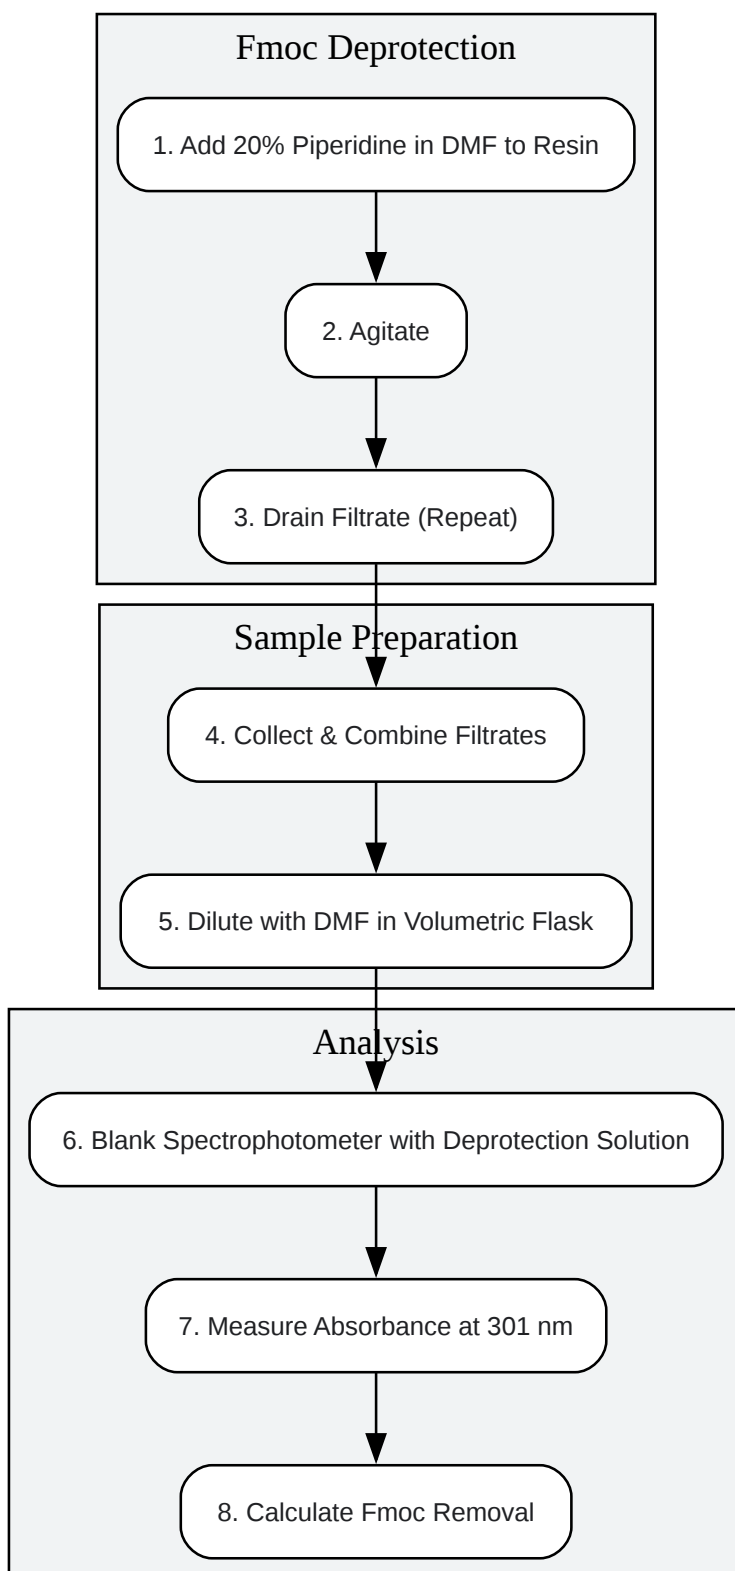 Fmoc Deprotection
1. Add 20% Piperidine in DMF to Resin
2. Agitate
3. Drain Filtrate (Repeat)
Sample Preparation
4. Collect & Combine Filtrates
5. Dilute with DMF in Volumetric Flask
Analysis
6. Blank Spectrophotometer with Deprotection Solution
7. Measure Absorbance at 301 nm
8. Calculate Fmoc Removal